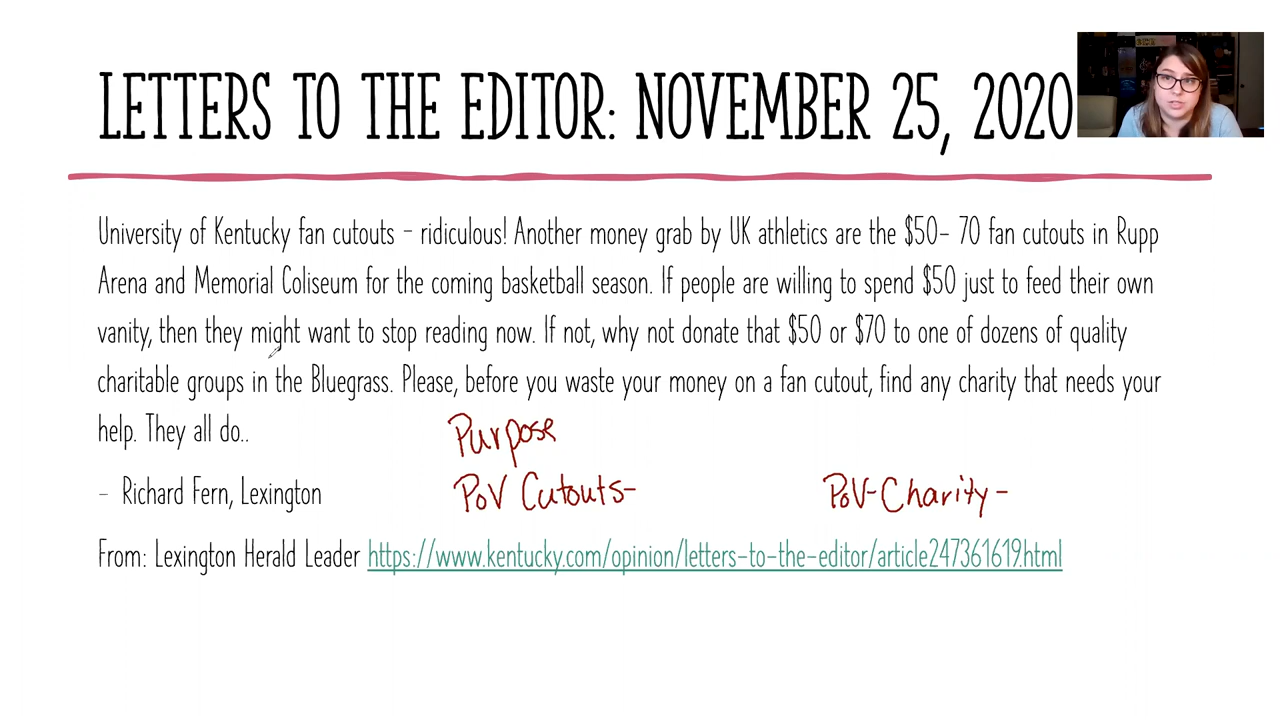 LETTERS TO THE EDITOR: NOVEMBER 25, 2020
University of Kentucky fan cutouts - ridiculous! Another money grab by UK athletics are the $50- 70 fan cutouts in Rupp
Arena and Memorial Coliseum for the coming basketball season. If people are willing to spend $50 just to feed their own
vanity, then they might want to stop reading now. If not, why not donate that $50 or $70 to one of dozens of quality
charitable groups in the Bluegrass. Please, before you waste your money on a fan cutout, find any charity that needs your
help. They all do..
Purpose
- Richard Fern, Lexington
PoV Cutouts-
PoV-Charity-
From: Lexington Herald Leader https://www.kentucky.com/opinion/letters-to-the-editor/article247361619.html